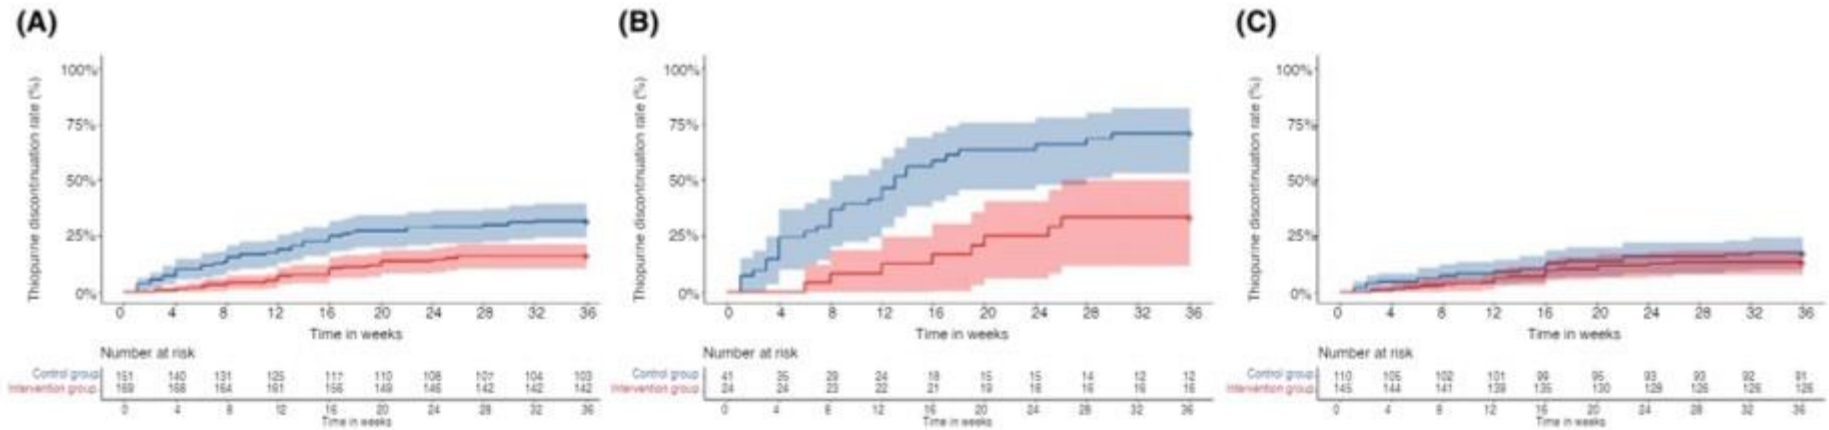 (A)
Thiopurine discontinuation rate (%)
100%
75%
50%
25%
0%
0 4 8 12 16 20 24 28 32 36
Time in weeks
Number at risk
Control group 151 140 131 125 117 110 108 107 104 103
Intervention group 169 168 164 161 156 149 146 142 142 142
0 4 8 12 16 20 24 28 32 36
Time in weeks
(B)
Thiopurine discontinuation rate (%)
100%
75%
50%
25%
0%
0 4 8 12 16 20 24 28 32 36
Time in weeks
Number at risk
Control group 41 35 29 24 18 15 15 14 12 12
Intervention group 24 24 23 22 21 19 18 16 16 16
0 4 8 12 16 20 24 28 32 36
Time in weeks
(C)
Thiopurine discontinuation rate (%)
100%
75%
50%
25%
0%
0 4 8 12 16 20 24 28 32 36
Time in weeks
Number at risk
Control group 110 105 102 101 99 95 93 93 92 91
Intervention group 145 144 141 139 135 130 128 126 126 126
0 4 8 12 16 20 24 28 32 36
Time in weeks